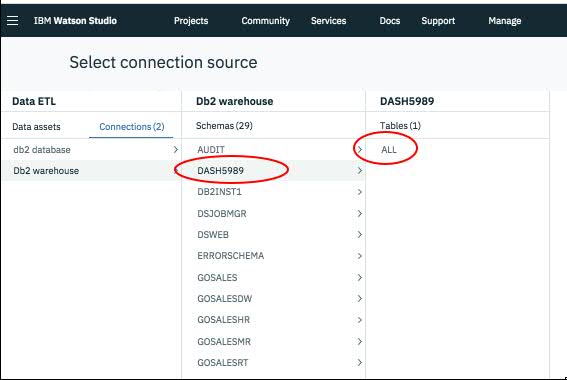 IBM Watson Studio Projects Community Services Docs Support Manage
Select connection source
Data ETL Db2 warehouse DASH5989
Data assets Connections (2) Schemas (29) Tables (1)
db2 database AUDIT ALL
Db2 warehouse DASH5989
DB2INST1
DSJOBMGR
DSWEB
ERRORSCHEMA
GOSALES
GOSALESDW
GOSALESHR
GOSALESMR
GOSALESRT